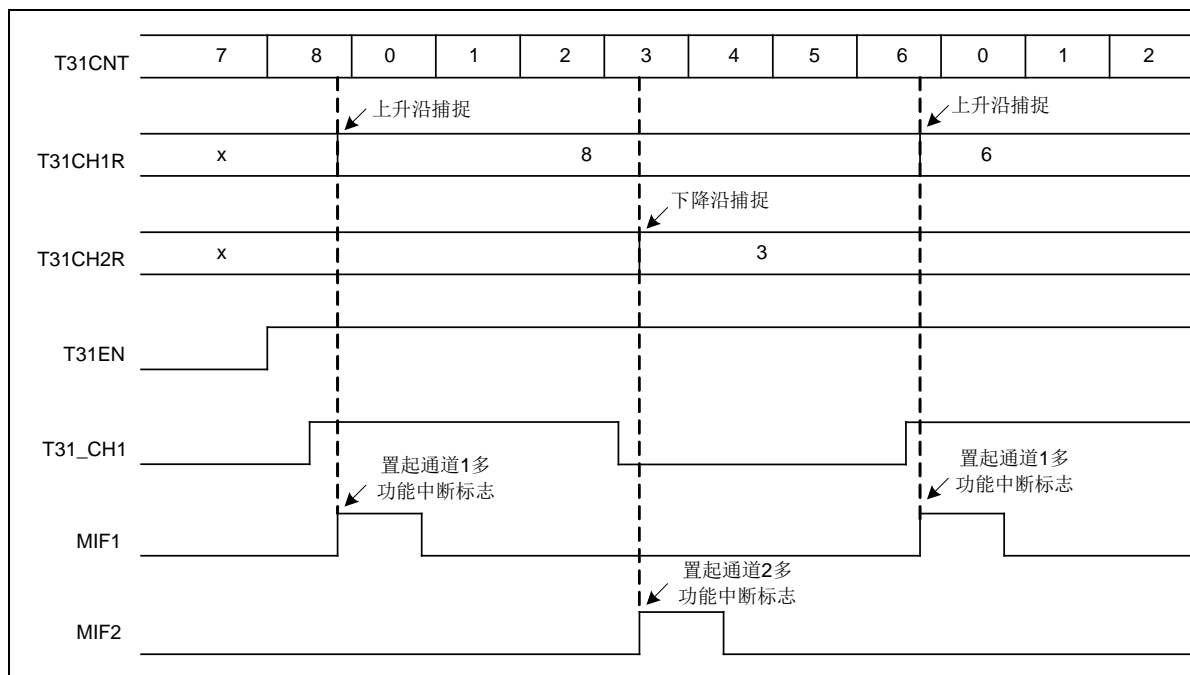 T31CNT 7 8 0 1 2 3 4 5 6 0 1 2
上升沿捕捉 上升沿捕捉
T31CH1R x 8 6
下降沿捕捉
T31CH2R x 3
T31EN
T31_CH1
置起通道1多
功能中断标志
置起通道1多
功能中断标志
MIF1
置起通道2多
功能中断标志
MIF2